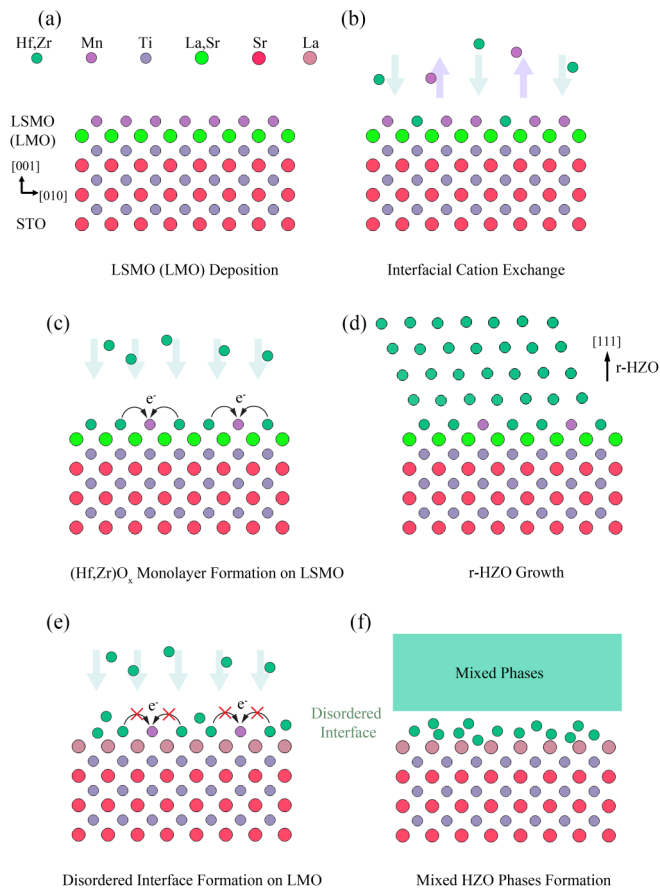 (a)
(b)
Hf,Zr Mn Ti La,Sr Sr La
LSMO
(LMO)
[001]
[010]
STO
LSMO (LMO) Deposition
Interfacial Cation Exchange
(c)
(d)
[111]
r-HZO
e-
e-
(Hf,Zr)Ox Monolayer Formation on LSMO
r-HZO Growth
(e)
(f)
e-
e-
Mixed Phases
Disordered
Interface
Disordered Interface Formation on LMO
Mixed HZO Phases Formation